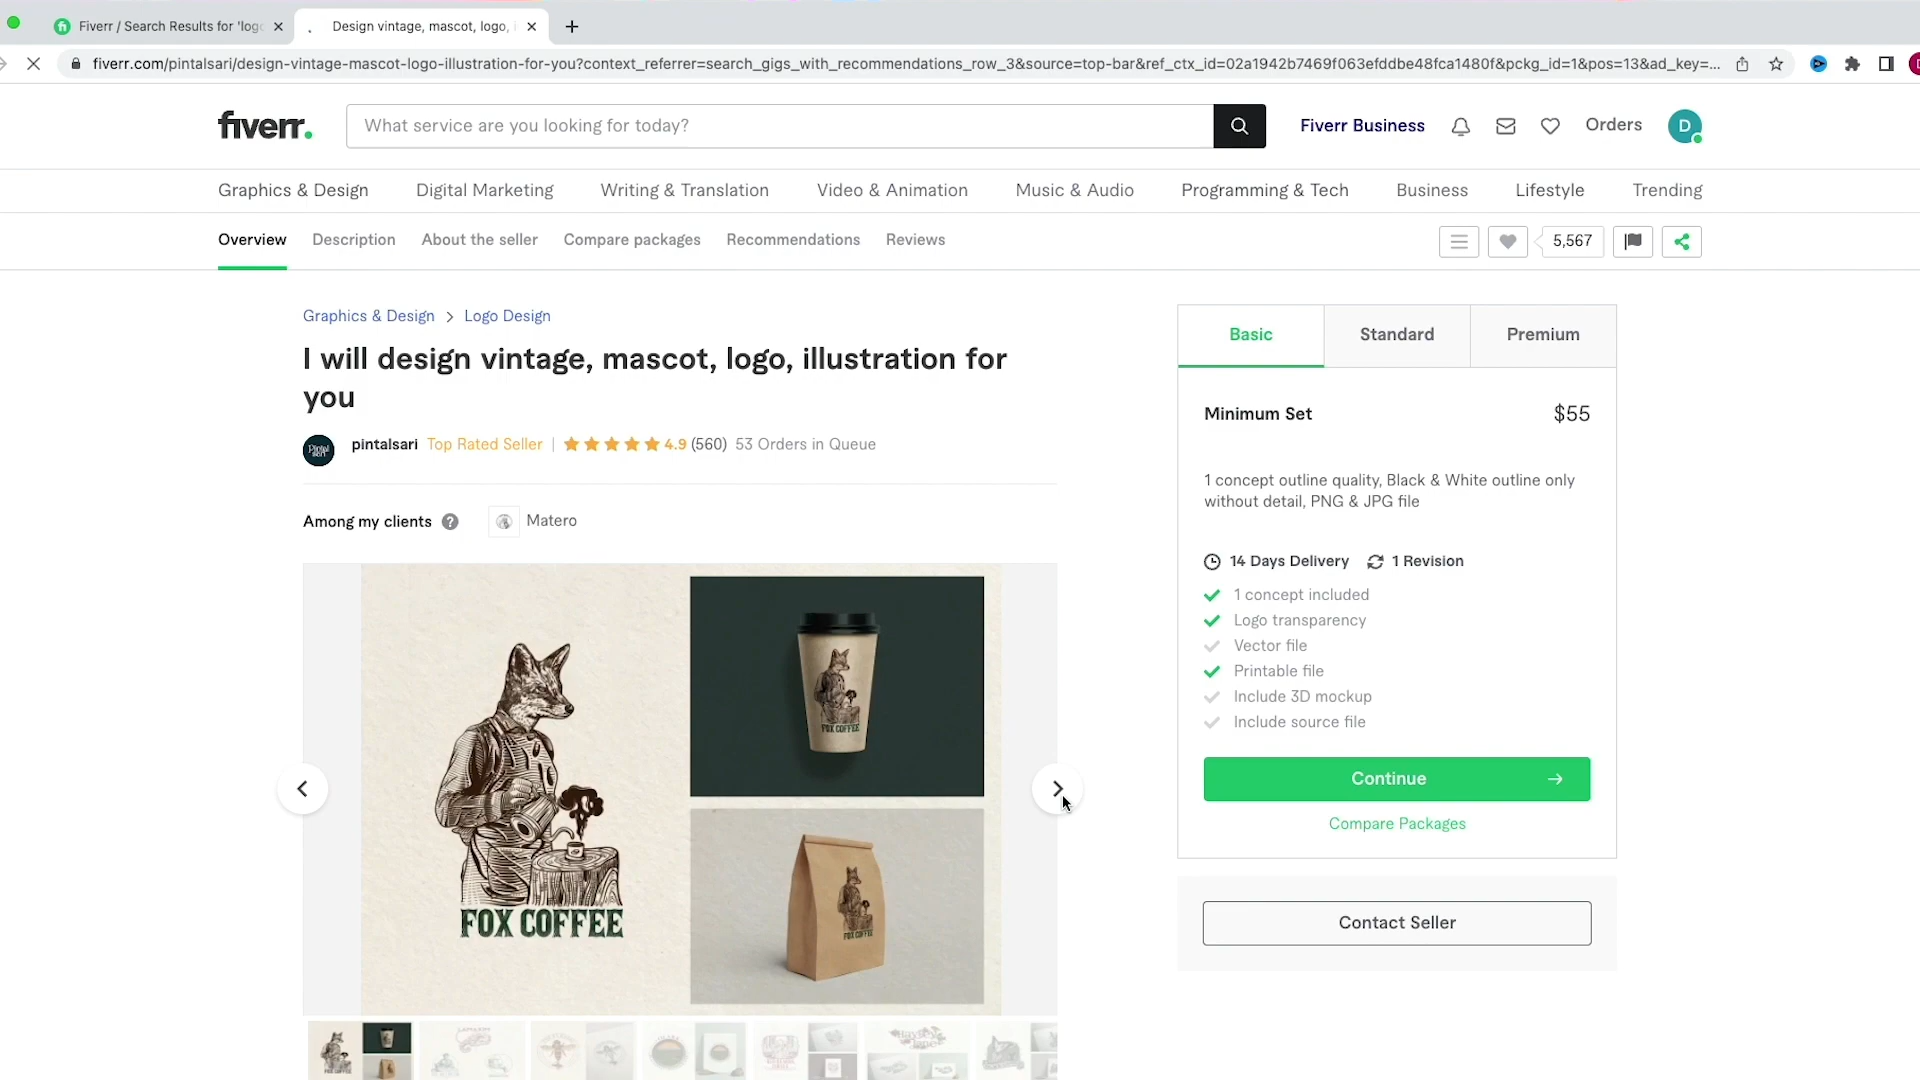 Fiverr / Search Results for 'logo
Design vintage, mascot, logo, i
fiverr.com/pintalsari/design-vintage-mascot-logo-illustration-for-you?context_referrer=search_gigs_with_recommendations_row_3&source=top-bar&ref_ctx_id=02a1942b7469f063efddbe48fca1480f&pckg_id=1&pos=13&ad_key=...
fiverr.
What service are you looking for today?
Fiverr Business
Orders
D
Graphics & Design
Digital Marketing
Writing & Translation
Video & Animation
Music & Audio
Programming & Tech
Business
Lifestyle
Trending
Overview
Description
About the seller
Compare packages
Recommendations
Reviews
5,567
Graphics & Design > Logo Design
I will design vintage, mascot, logo, illustration for
you
pintalsari Top Rated Seller | 4.9 (560) 53 Orders in Queue
Among my clients ? Matero
FOX COFFEE
FOX COFFEE
FOX COFFEE
Basic
Standard
Premium
Minimum Set $55
1 concept outline quality, Black & White outline only
without detail, PNG & JPG file
14 Days Delivery 1 Revision
1 concept included
Logo transparency
Vector file
Printable file
Include 3D mockup
Include source file
Continue
Compare Packages
Contact Seller